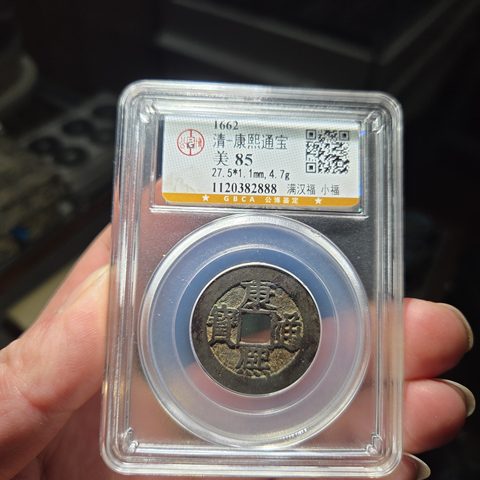 1662
清-康熙通宝
美 85
27.5*1.1mm,4.7g
1120382888 满汉福 小福
★ GBCA 公博鉴定 ★
康熙通寶